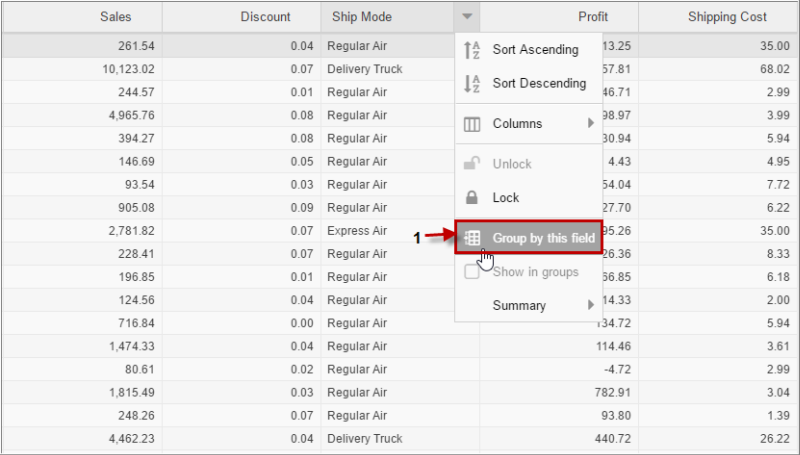 Sales Discount Ship Mode Profit Shipping Cost
261.54 0.04 Regular Air 13.25 35.00
Sort Ascending
10,123.02 0.07 Delivery Truck 57.81 68.02
Sort Descending
244.57 0.01 Regular Air 46.71 2.99
4,965.76 0.08 Regular Air 98.97 3.99
Columns
394.27 0.08 Regular Air 30.94 5.94
146.69 0.05 Regular Air 4.43 4.95
Unlock
93.54 0.03 Regular Air 54.04 7.72
Lock
905.08 0.09 Regular Air 27.70 6.22
2,781.82 0.07 Express Air 95.26 35.00
1 Group by this field
228.41 0.07 Regular Air 26.36 8.33
196.85 0.01 Regular Air 66.85 6.18
Show in groups
124.56 0.04 Regular Air 14.33 2.00
Summary
716.84 0.00 Regular Air 134.72 5.94
1,474.33 0.04 Regular Air 114.46 3.61
80.61 0.02 Regular Air -4.72 2.99
1,815.49 0.03 Regular Air 782.91 3.04
248.26 0.07 Regular Air 93.80 1.39
4,462.23 0.04 Delivery Truck 440.72 26.22